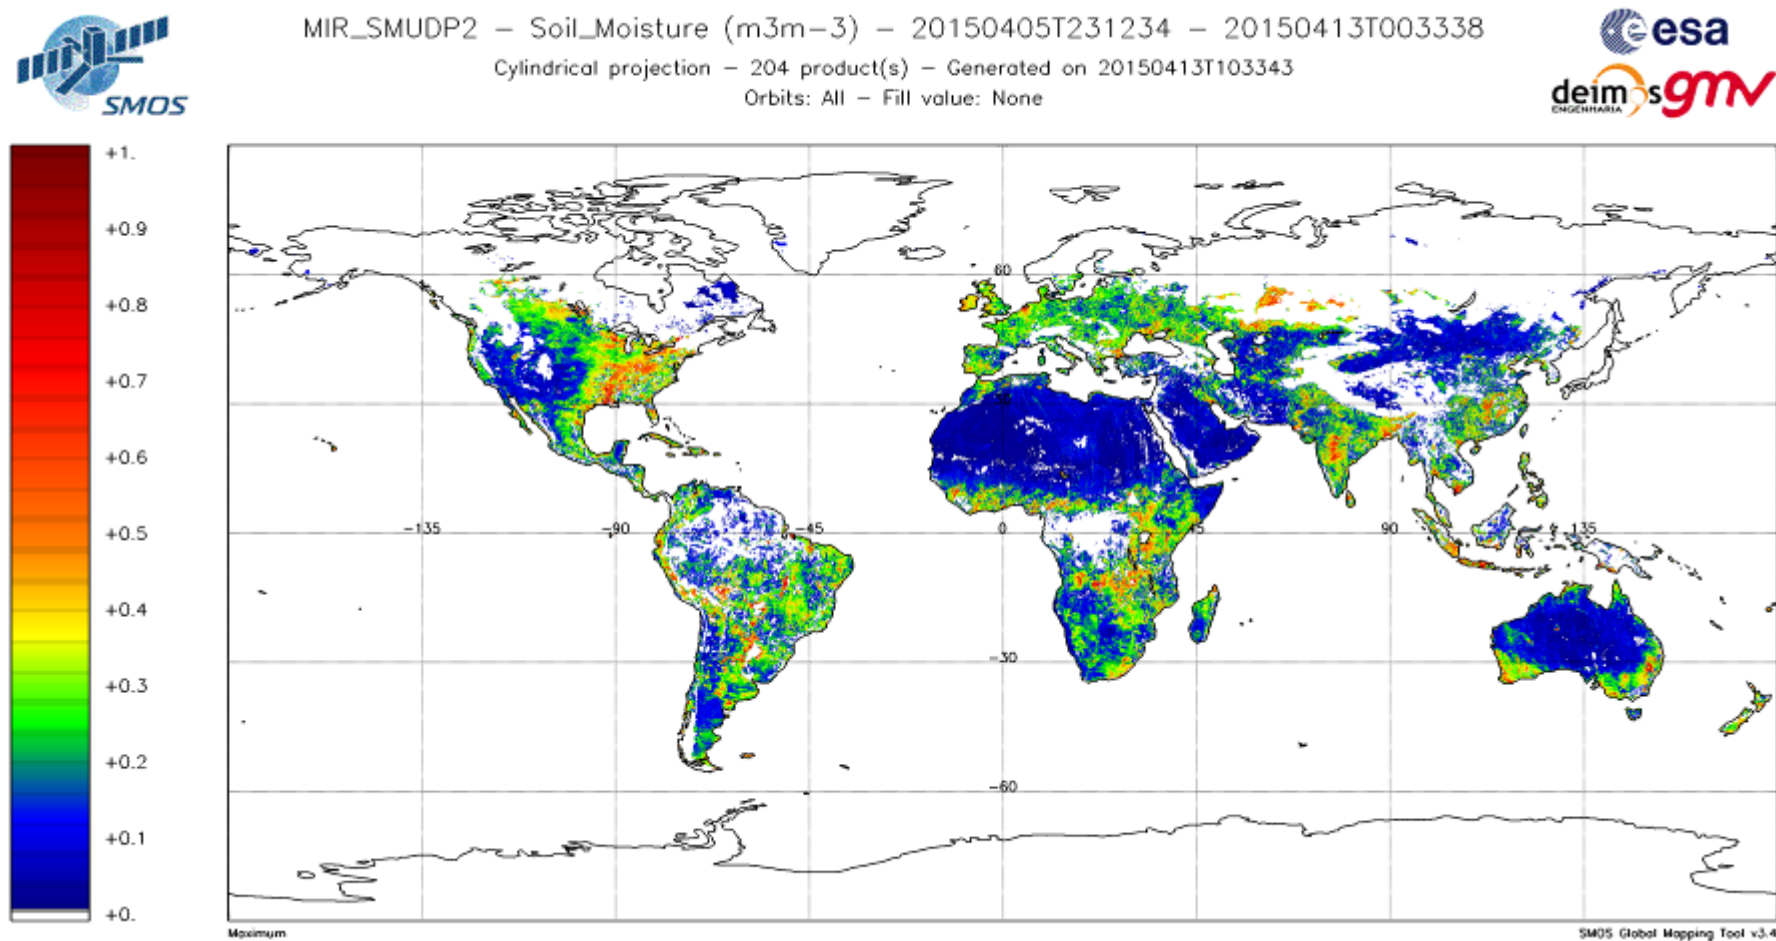 MIR_SMUDP2 – Soil_Moisture (m3m–3) – 20150405T231234 – 20150413T003338
Cylindrical projection – 204 product(s) – Generated on 20150413T103343
Orbits: All – Fill value: None
SMOS
esa
deimos
ENGENHARIA
gmv
+1.
+0.9
+0.8
+0.7
+0.6
+0.5
+0.4
+0.3
+0.2
+0.1
+0.
60
–135
–90
–45
0
45
90
135
–30
–60
Maximum
SMOS Global Mapping Tool v3.4